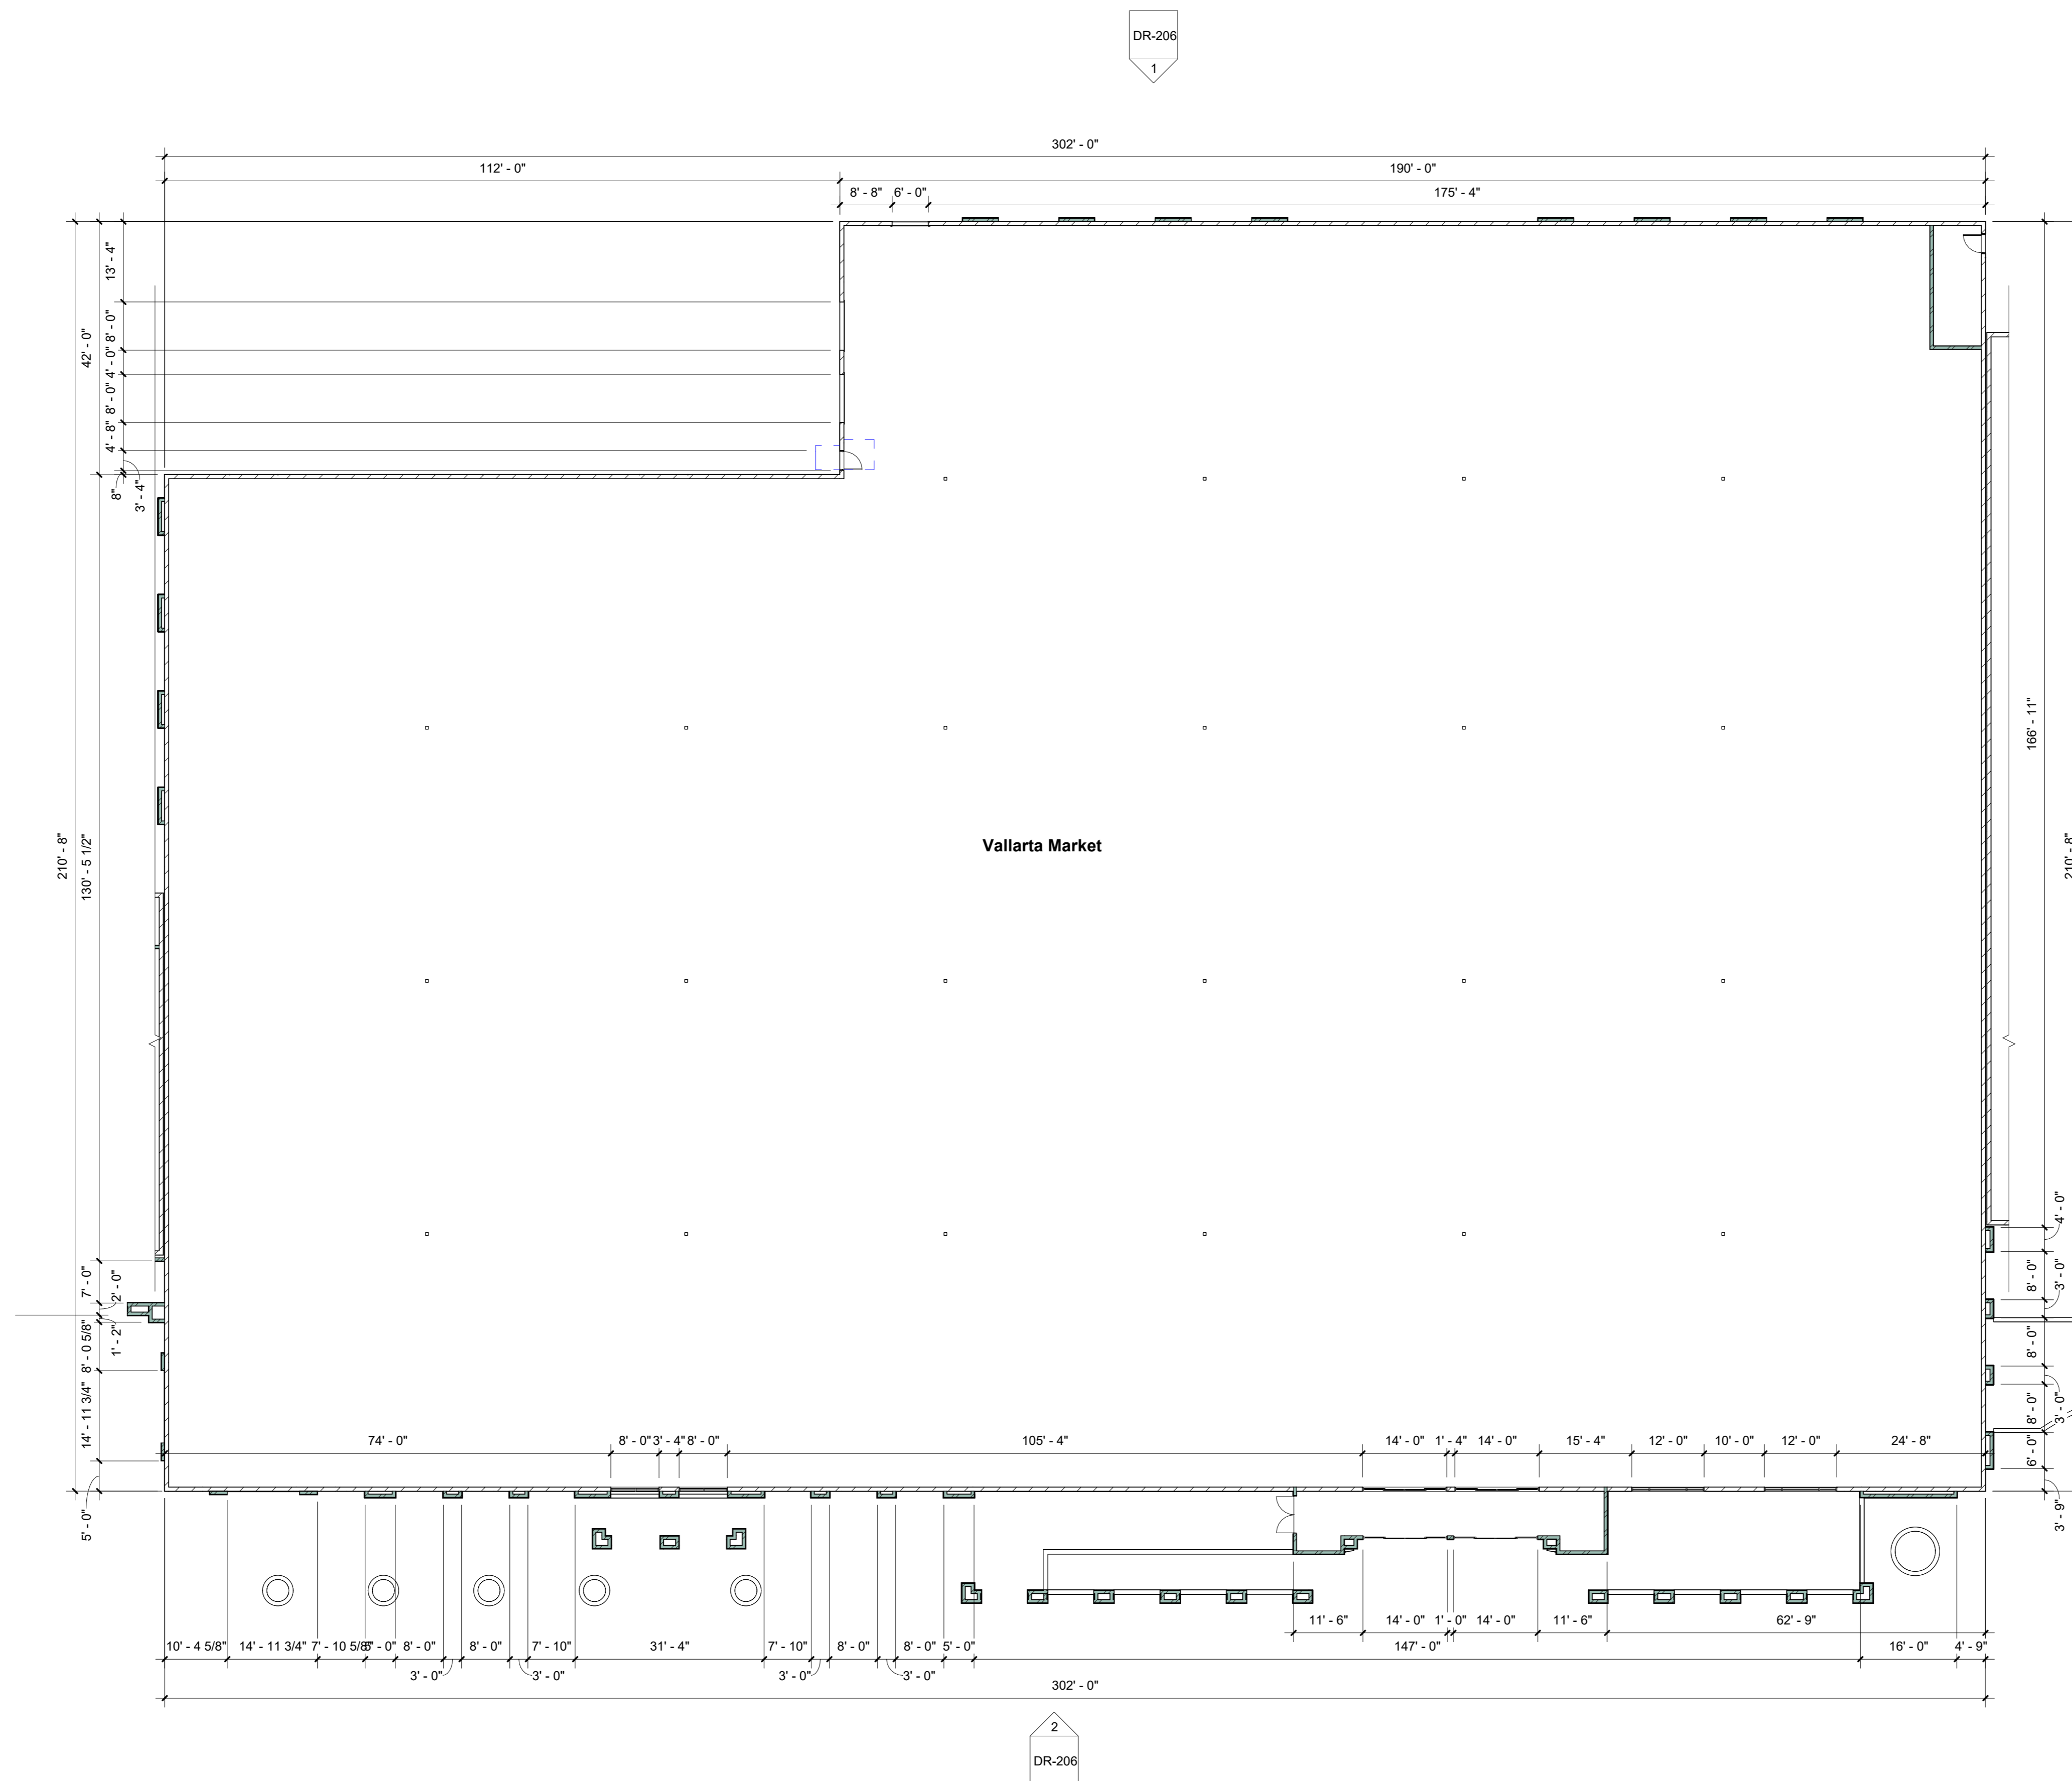 DR-206
1
302' - 0"
112' - 0"
190' - 0"
8' - 8"
6' - 0"
175' - 4"
13' - 4"
8' - 0"
4' - 0"
8' - 0"
4' - 8"
3' - 4"
8"
42' - 0"
210' - 8"
130' - 5 1/2"
7' - 0"
2' - 0"
1' - 2"
8' - 0 5/8"
14' - 11 3/4"
5' - 0"
Vallarta Market
166' - 11"
210' - 8"
4' - 0"
8' - 0"
3' - 0"
8' - 0"
3' - 0"
8' - 0"
6' - 0"
3' - 9"
74' - 0"
8' - 0"
3' - 4"
8' - 0"
105' - 4"
14' - 0"
1' - 4"
14' - 0"
15' - 4"
12' - 0"
10' - 0"
12' - 0"
24' - 8"
11' - 6"
14' - 0"
1' - 0"
14' - 0"
11' - 6"
62' - 9"
10' - 4 5/8"
14' - 11 3/4"
7' - 10 5/8"
8' - 0"
8' - 0"
7' - 10"
31' - 4"
7' - 10"
8' - 0"
8' - 0"
5' - 0"
147' - 0"
16' - 0"
4' - 9"
3' - 0"
3' - 0"
3' - 0"
3' - 0"
302' - 0"
2
DR-206